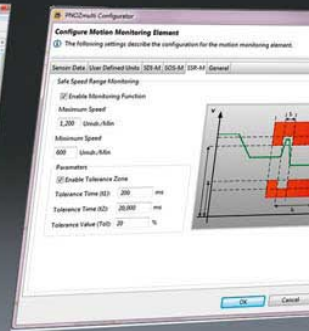 PNOZmulti Configurator
Configure Motion Monitoring Element
The following settings describe the configuration for the motion monitoring element.
Sensor Data User Defined Units SDI-M SOS-M SSR-M General
Safe Speed Range Monitoring
Enable Monitoring Function
Maximum Speed
1,200 Umdr./Min
Minimum Speed
600 Umdr./Min
Parameters
Enable Tolerance Zone
Tolerance Time (t1): 200 ms
Tolerance Time (t2): 20,000 ms
Tolerance Value (Tol): 20 %
OK Cancel